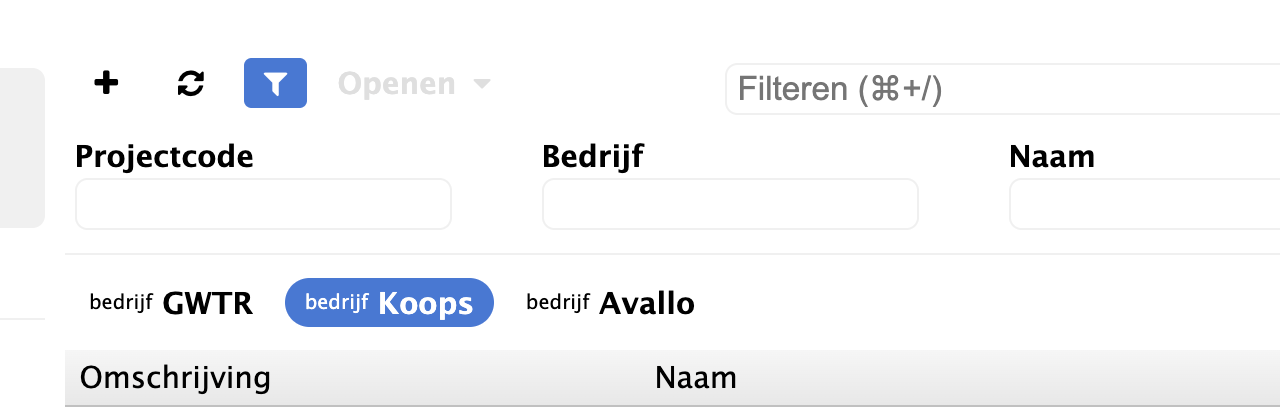 Openen
Filteren (⌘+/)
Projectcode Bedrijf Naam
bedrijf GWTR bedrijf Koops bedrijf Avallo
Omschrijving Naam